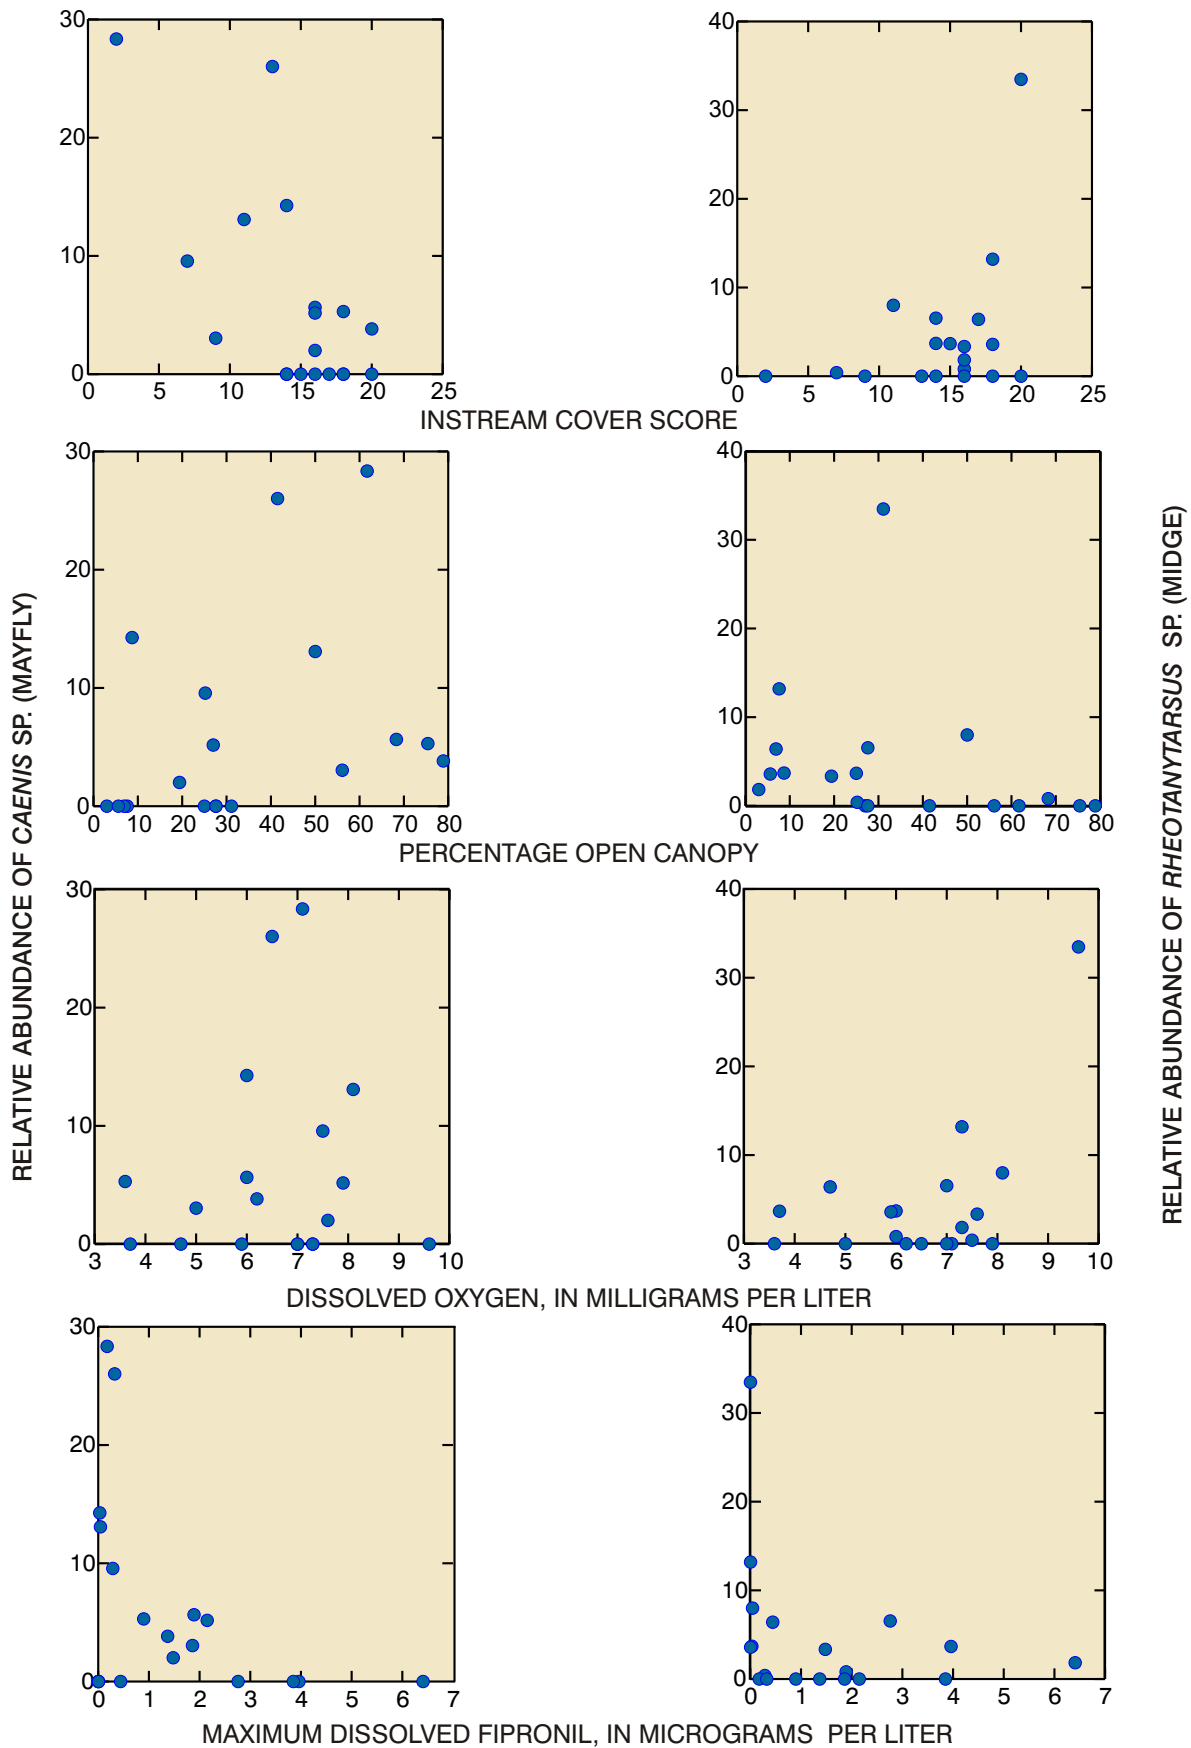 RELATIVE ABUNDANCE OF CAENIS SP. (MAYFLY)
RELATIVE ABUNDANCE OF RHEOTANYTARSUS SP. (MIDGE)
30
20
10
0
0 5 10 15 20 25
40
30
20
10
0
0 5 10 15 20 25
INSTREAM COVER SCORE
30
20
10
0
0 10 20 30 40 50 60 70 80
40
30
20
10
0
0 10 20 30 40 50 60 70 80
PERCENTAGE OPEN CANOPY
30
20
10
0
3 4 5 6 7 8 9 10
40
30
20
10
0
3 4 5 6 7 8 9 10
DISSOLVED OXYGEN, IN MILLIGRAMS PER LITER
30
20
10
0
0 1 2 3 4 5 6 7
40
30
20
10
0
0 1 2 3 4 5 6 7
MAXIMUM DISSOLVED FIPRONIL, IN MICROGRAMS PER LITER